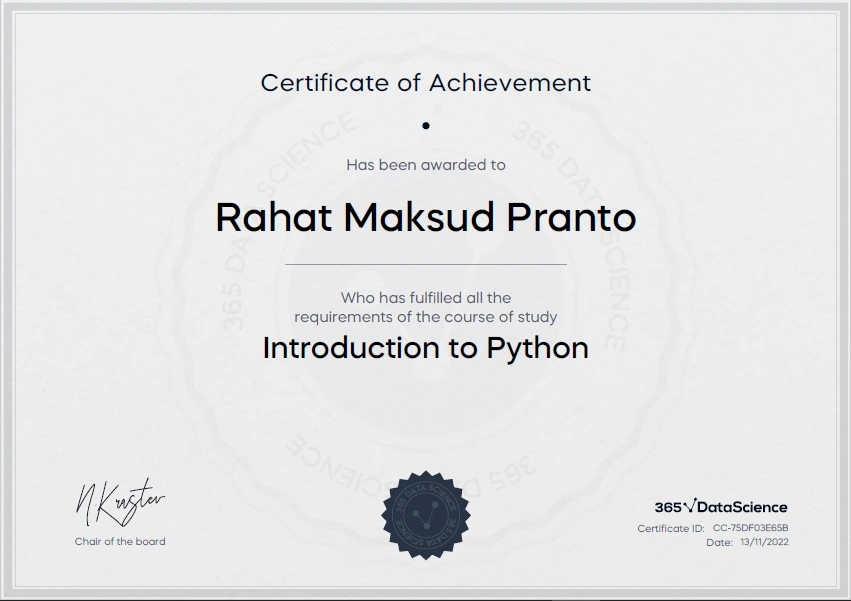 Certificate of Achievement
Has been awarded to
Rahat Maksud Pranto
Who has fulfilled all the
requirements of the course of study
Introduction to Python
N.Krastev
Chair of the board
365 DATA SCIENCE
365 DataScience
Certificate ID: CC-75DF03E65B
Date: 13/11/2022